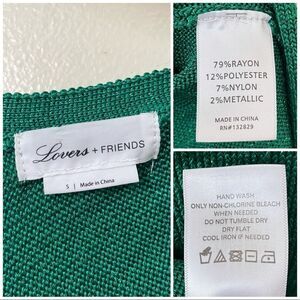 Lovers + FRIENDS
S | Made in China
79%RAYON
12%POLYESTER
7%NYLON
2%METALLIC
MADE IN CHINA
RN#132829
HAND WASH
ONLY NON-CHLORINE BLEACH
WHEN NEEDED
DO NOT TUMBLE DRY
DRY FLAT
COOL IRON IF NEEDED